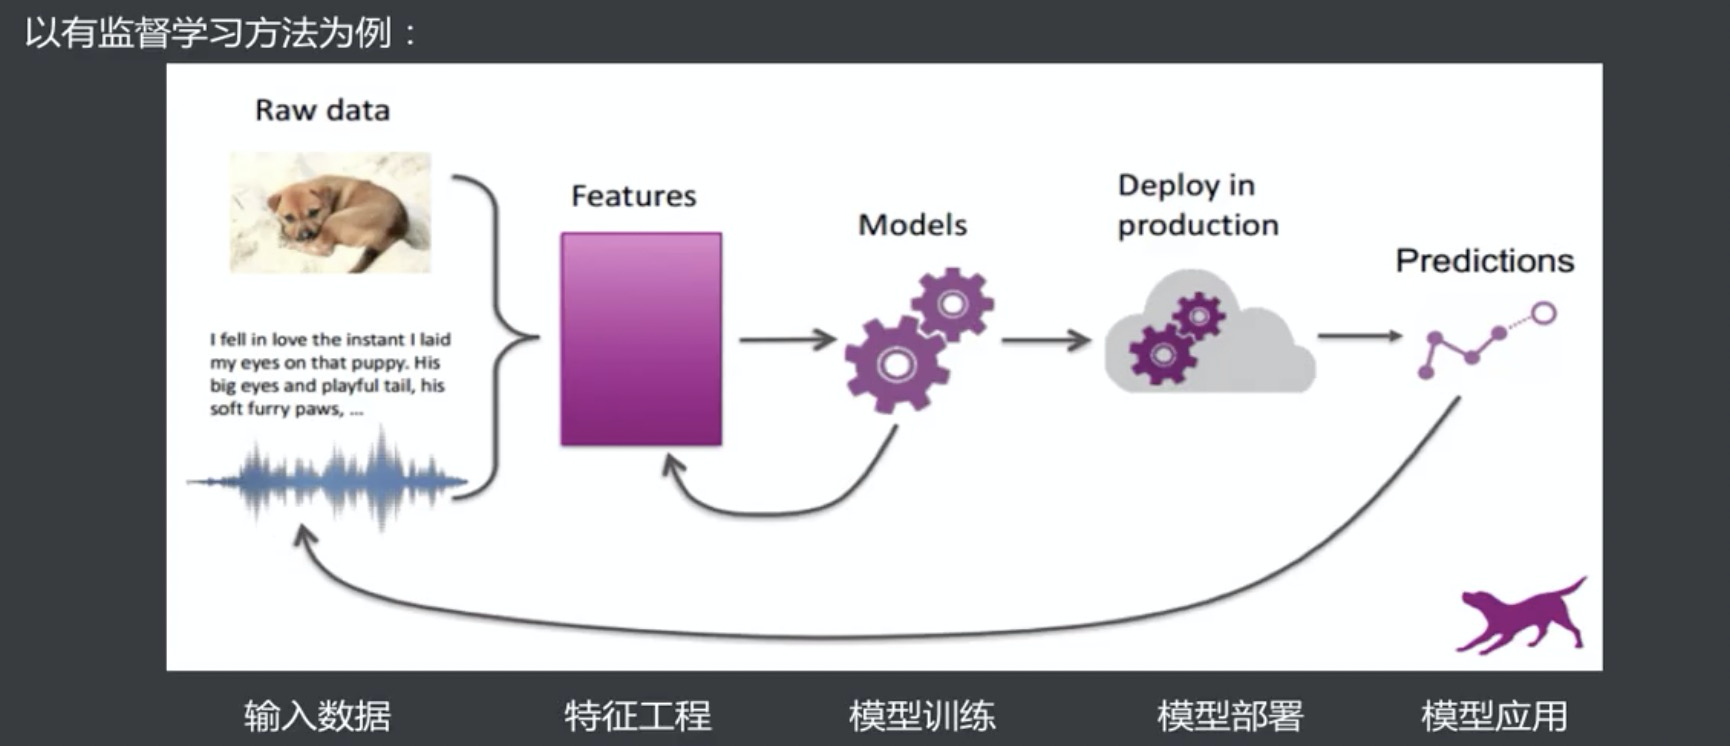 以有监督学习方法为例：
Raw data
I fell in love the instant I laid
my eyes on that puppy. His
big eyes and playful tail, his
soft furry paws, ...
Features
Models
Deploy in
production
Predictions
输入数据
特征工程
模型训练
模型部署
模型应用